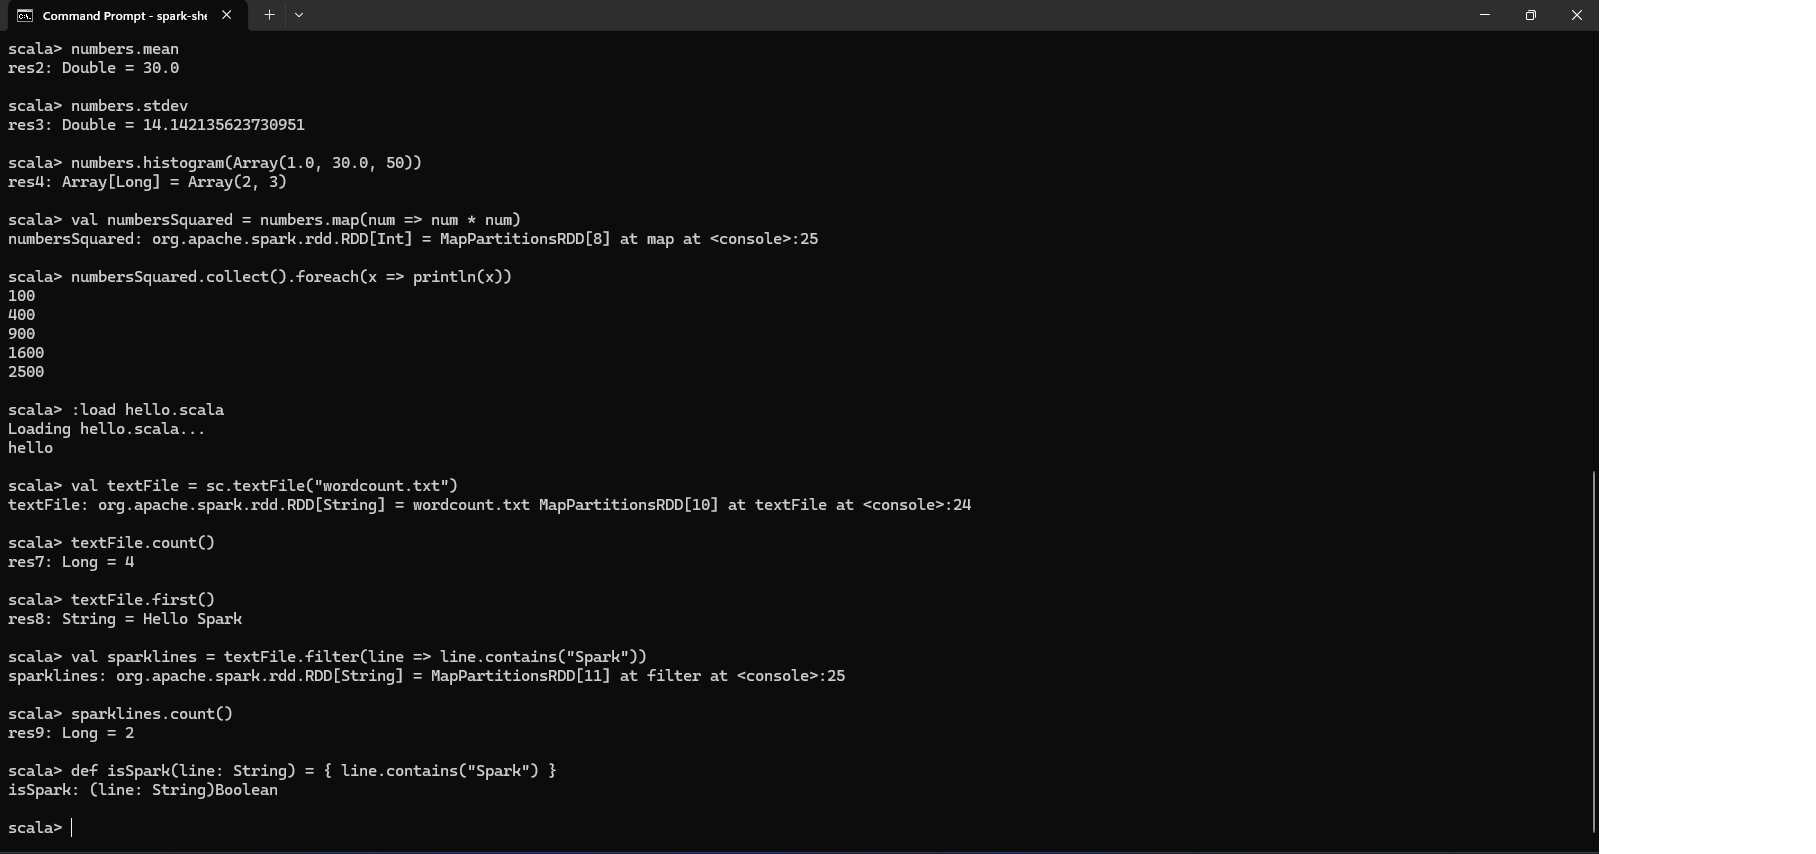 Command Prompt - spark-she
scala> numbers.mean
res2: Double = 30.0
scala> numbers.stdev
res3: Double = 14.142135623730951
scala> numbers.histogram(Array(1.0, 30.0, 50))
res4: Array[Long] = Array(2, 3)
scala> val numbersSquared = numbers.map(num => num * num)
numbersSquared: org.apache.spark.rdd.RDD[Int] = MapPartitionsRDD[8] at map at <console>:25
scala> numbersSquared.collect().foreach(x => println(x))
100
400
900
1600
2500
scala> :load hello.scala
Loading hello.scala...
hello
scala> val textFile = sc.textFile("wordcount.txt")
textFile: org.apache.spark.rdd.RDD[String] = wordcount.txt MapPartitionsRDD[10] at textFile at <console>:24
scala> textFile.count()
res7: Long = 4
scala> textFile.first()
res8: String = Hello Spark
scala> val sparklines = textFile.filter(line => line.contains("Spark"))
sparklines: org.apache.spark.rdd.RDD[String] = MapPartitionsRDD[11] at filter at <console>:25
scala> sparklines.count()
res9: Long = 2
scala> def isSpark(line: String) = { line.contains("Spark") }
isSpark: (line: String)Boolean
scala>